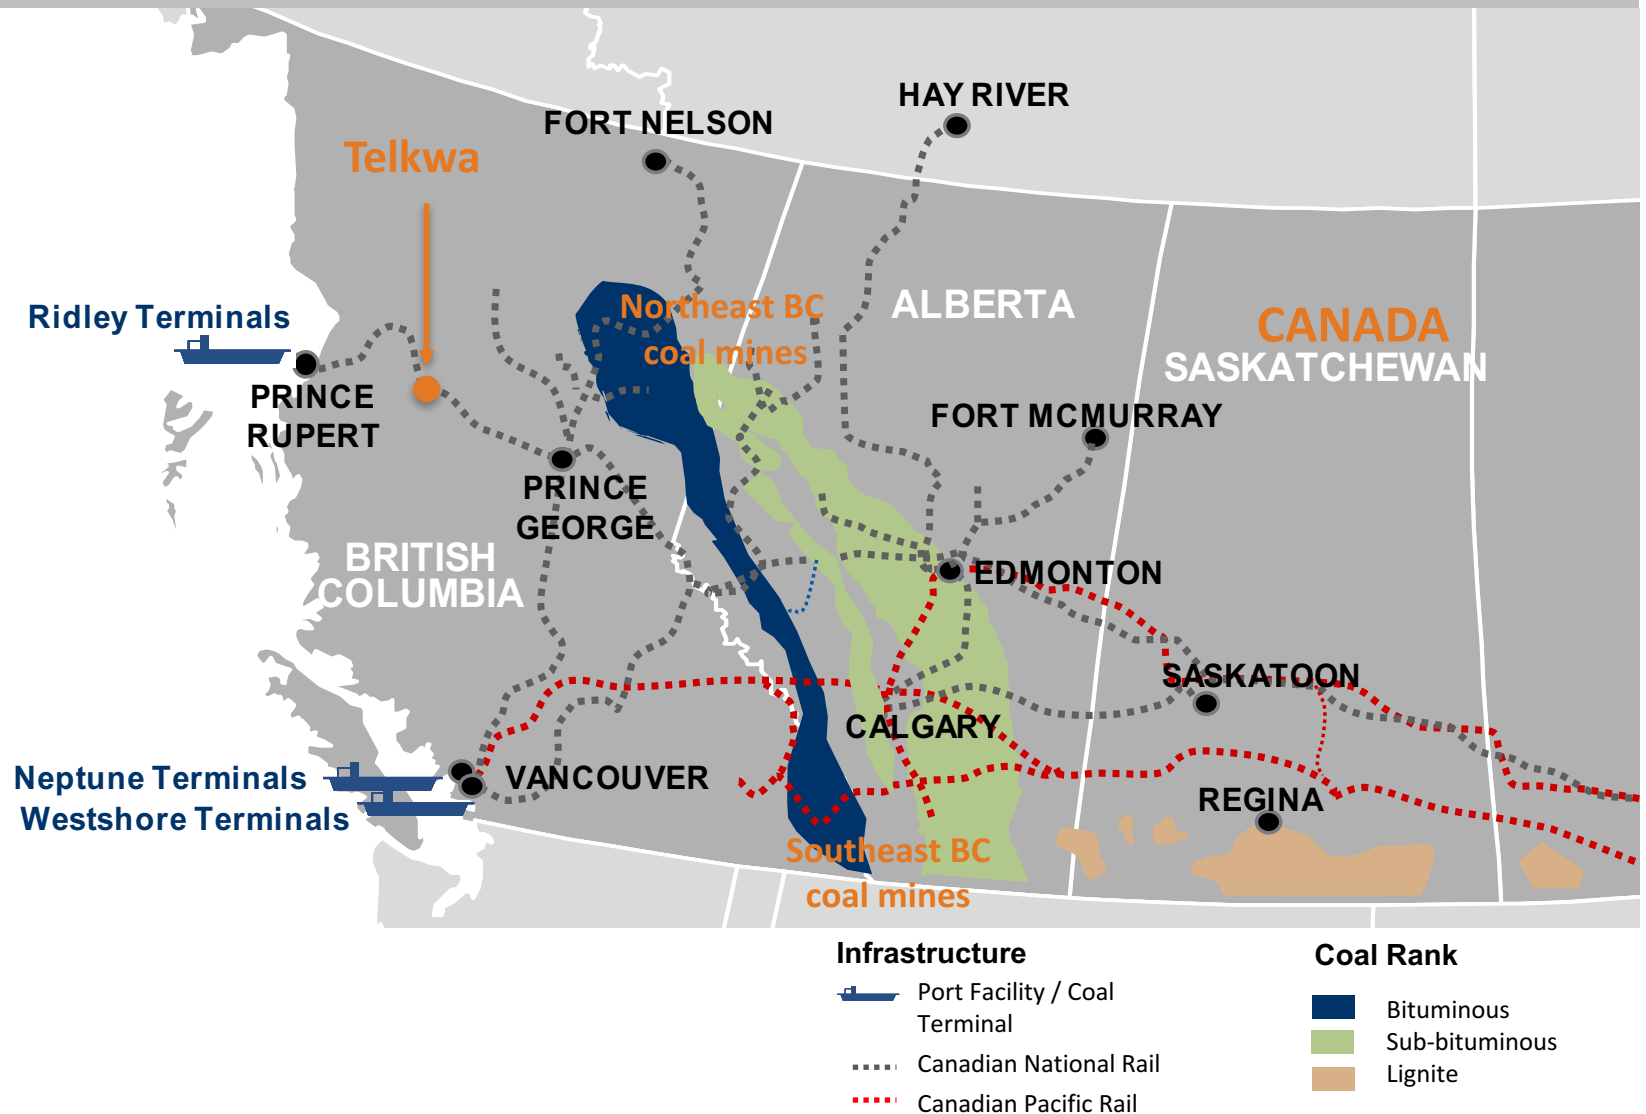 HAY RIVER
FORT NELSON
Telkwa
Northeast BC
coal mines
ALBERTA
CANADA
SASKATCHEWAN
Ridley Terminals
PRINCE
RUPERT
FORT MCMURRAY
PRINCE
GEORGE
BRITISH
COLUMBIA
EDMONTON
SASKATOON
CALGARY
Neptune Terminals
Westshore Terminals
VANCOUVER
REGINA
Southeast BC
coal mines
Infrastructure
Port Facility / Coal
Terminal
Canadian National Rail
Canadian Pacific Rail
Coal Rank
Bituminous
Sub-bituminous
Lignite